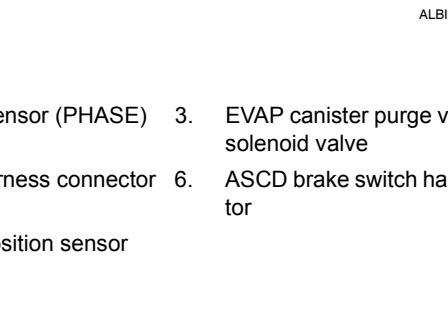 ALBI
ensor (PHASE) 3. EVAP canister purge v
solenoid valve
rness connector 6. ASCD brake switch ha
tor
sition sensor